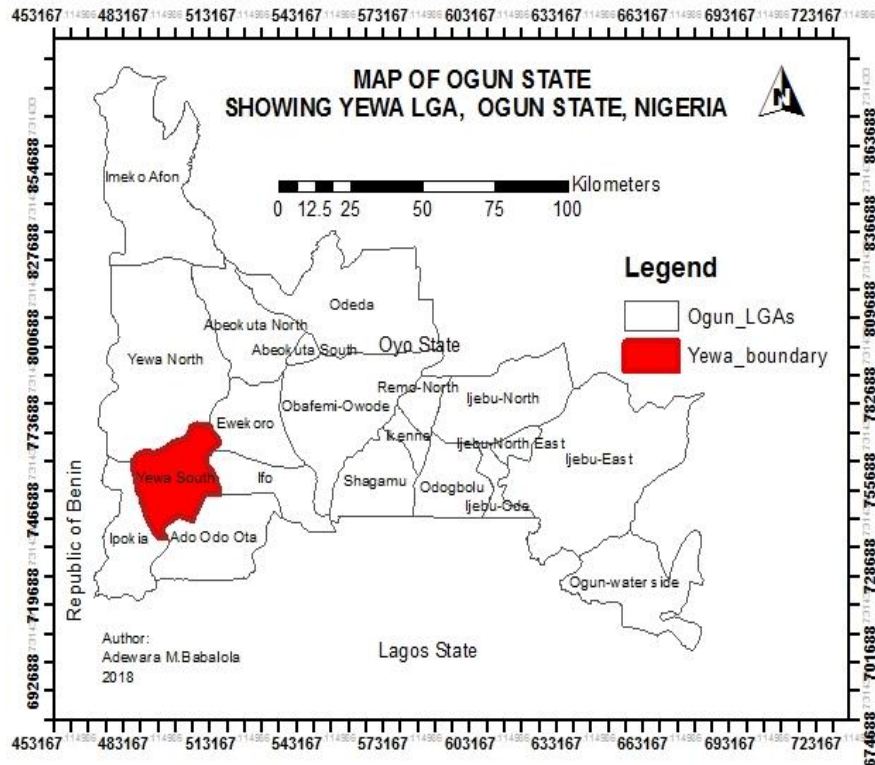 453167 483167 513167 543167 573167 603167 633167 663167 693167 723167
MAP OF OGUN STATE
SHOWING YEWA LGA, OGUN STATE, NIGERIA
N
Kilometers
0 12.5 25 50 75 100
Imeko Afon
Legend
Ogun_LGAs
Yewa_boundary
Odeda
Abeokuta North
Abeokuta South
Oyo State
Yewa North
Remo-North
Ijebu-North
Obafemi-Owode
Ewekoro
Ikenne
Ijebu-North East
Ijebu-East
Yewa South
Ifo
Shagamu
Odogbolu
Ijebu-Ode
Ipokia
Ado Odo Ota
Ogun-water side
Republic of Benin
Lagos State
Author:
Adewara M.Babalola
2018
854688
827688
800688
773688
746688
719688
692688
863688
836688
809688
782688
755688
728688
701688
674688
453167 483167 513167 543167 573167 603167 633167 663167 693167 723167